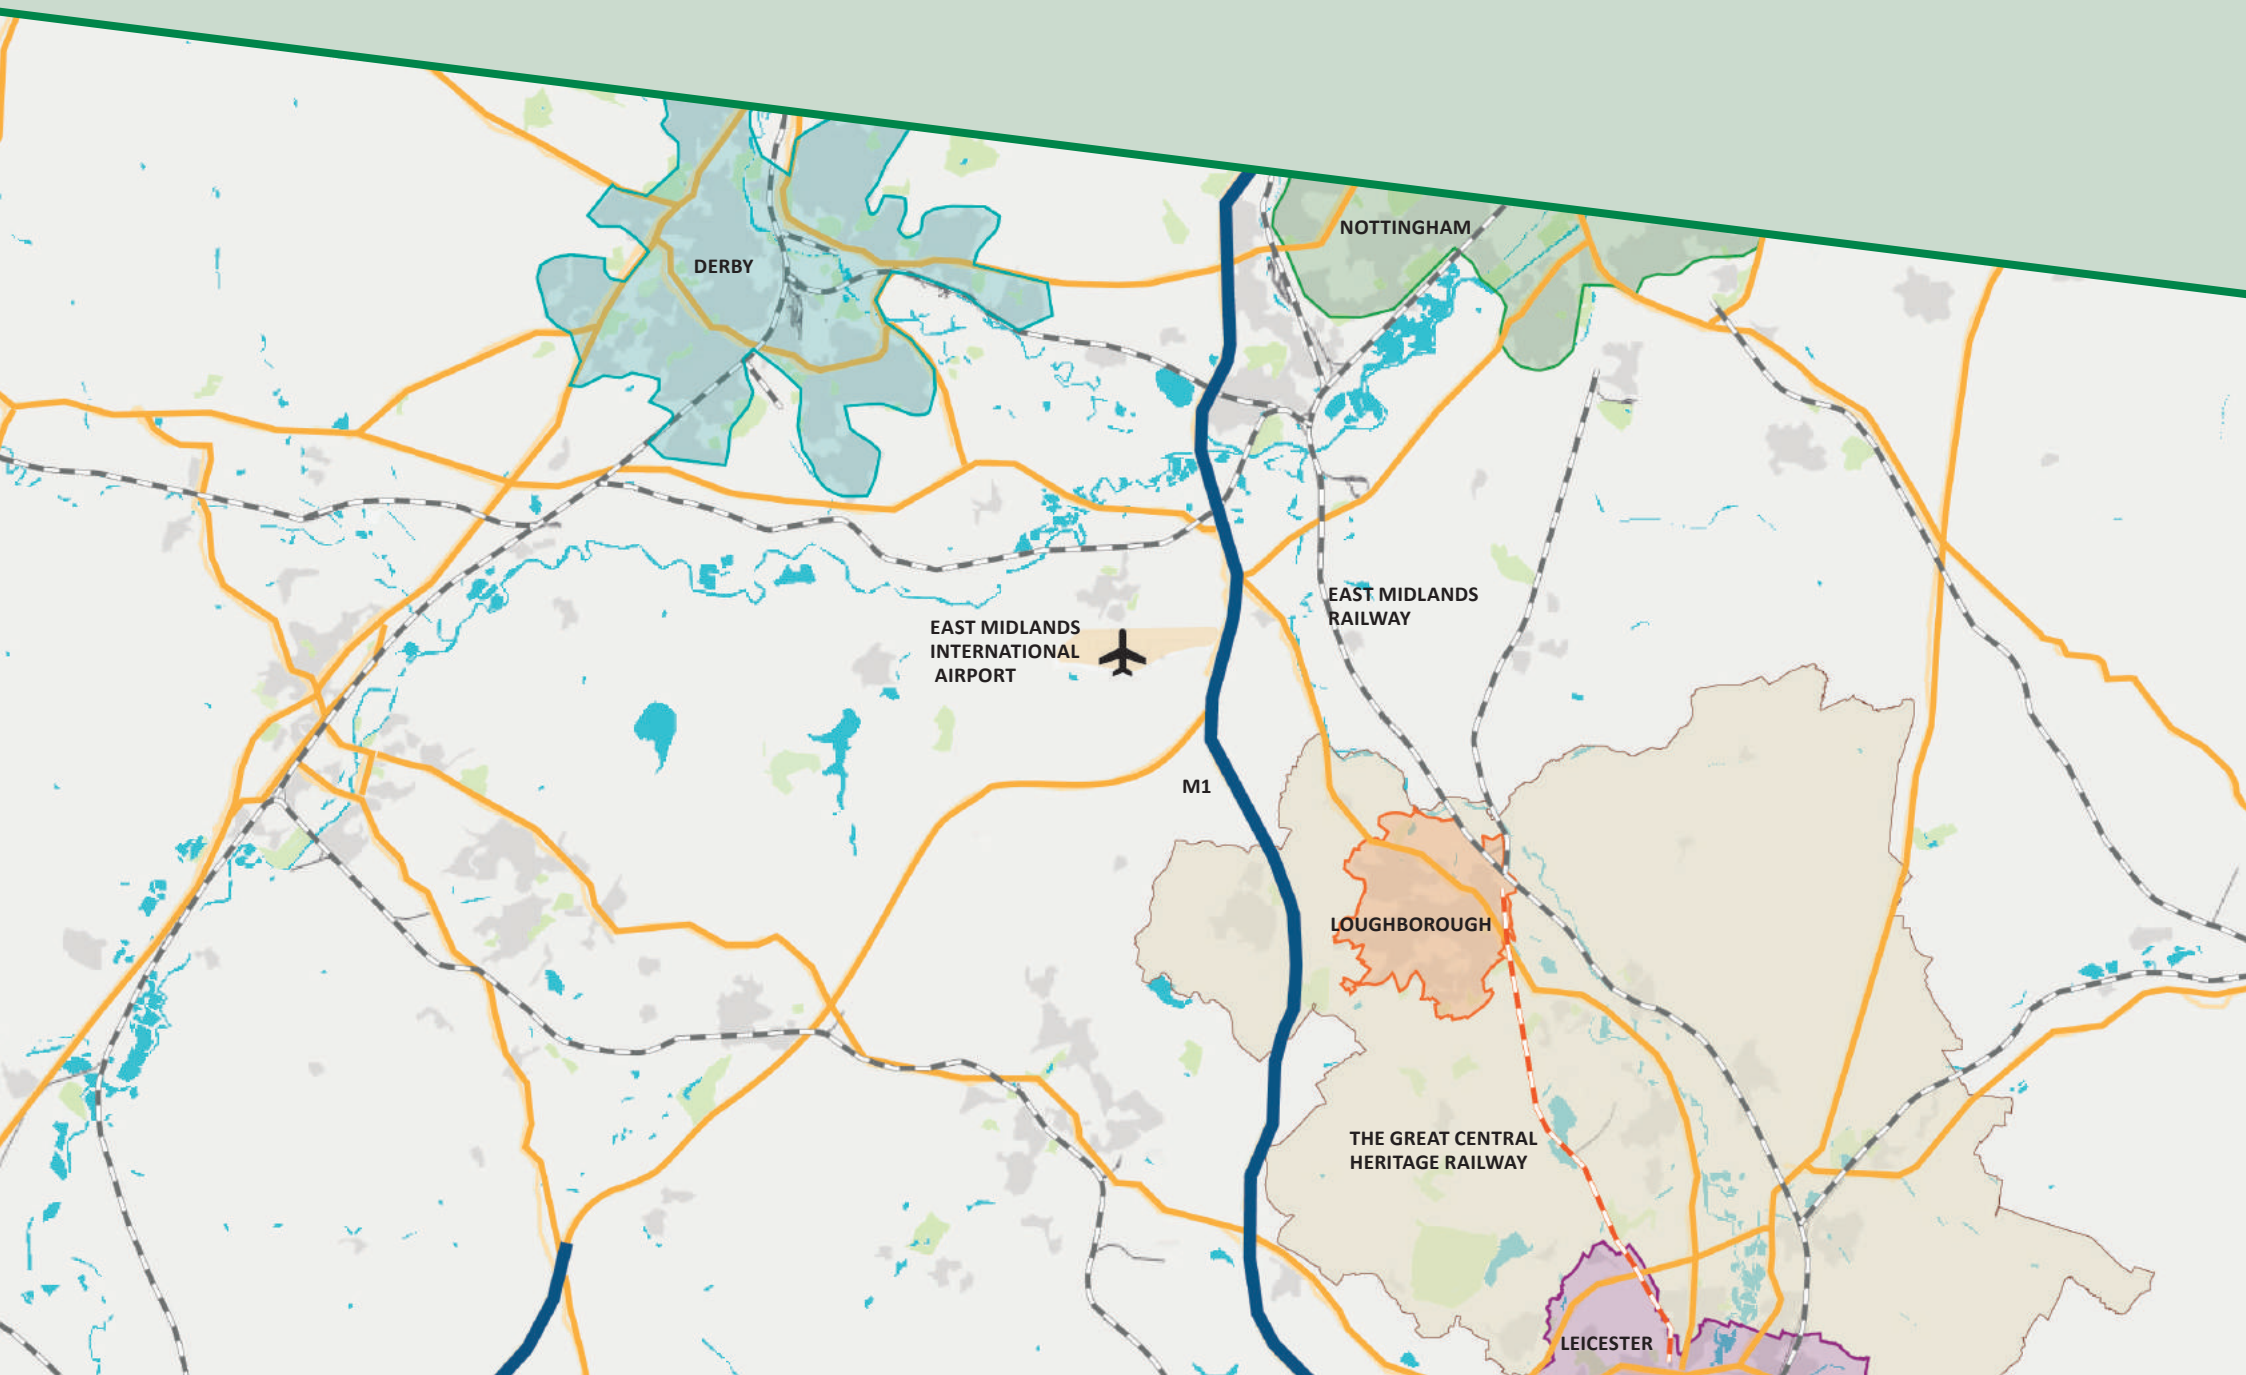 NOTTINGHAM
DERBY
EAST MIDLANDS
RAILWAY
EAST MIDLANDS
INTERNATIONAL
AIRPORT
M1
LOUGHBOROUGH
THE GREAT CENTRAL
HERITAGE RAILWAY
LEICESTER